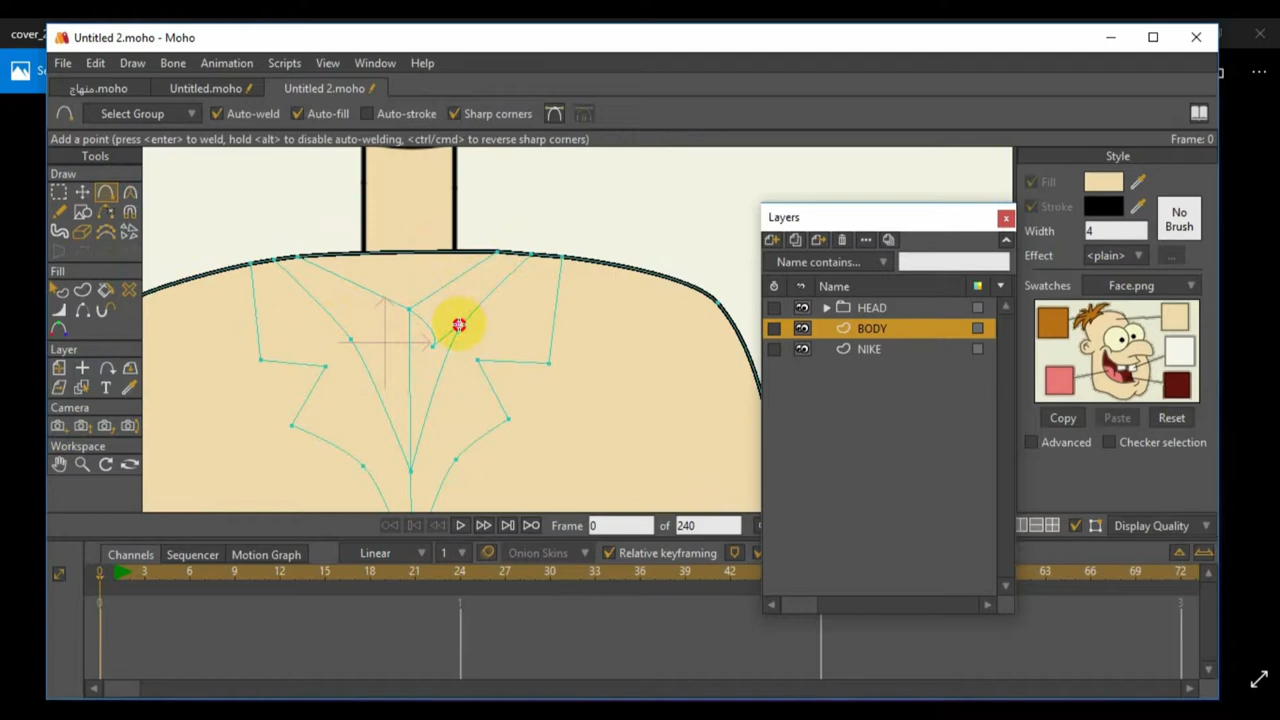 cover_2
Untitled 2.moho - Moho
File Edit Draw Bone Animation Scripts View Window Help
منهاج.moho Untitled.moho Untitled 2.moho
Select Group Auto-weld Auto-fill Auto-stroke Sharp corners
Add a point (press <enter> to weld, hold <alt> to disable auto-welding, <ctrl/cmd> to reverse sharp corners) Frame: 0
Tools
Draw
Fill
Layer
Camera
Workspace
Layers
Name contains...
Name
HEAD
BODY
NIKE
Style
Fill
Stroke
Width 4
No Brush
Effect <plain> ...
Swatches Face.png
Copy Paste Reset
Advanced Checker selection
Frame 0 of 240 Display Quality
Channels Sequencer Motion Graph Linear 1 Onion Skins Relative keyframing
0 3 6 9 12 15 18 21 24 27 30 33 36 39 42 63 66 69 72
0 1 3